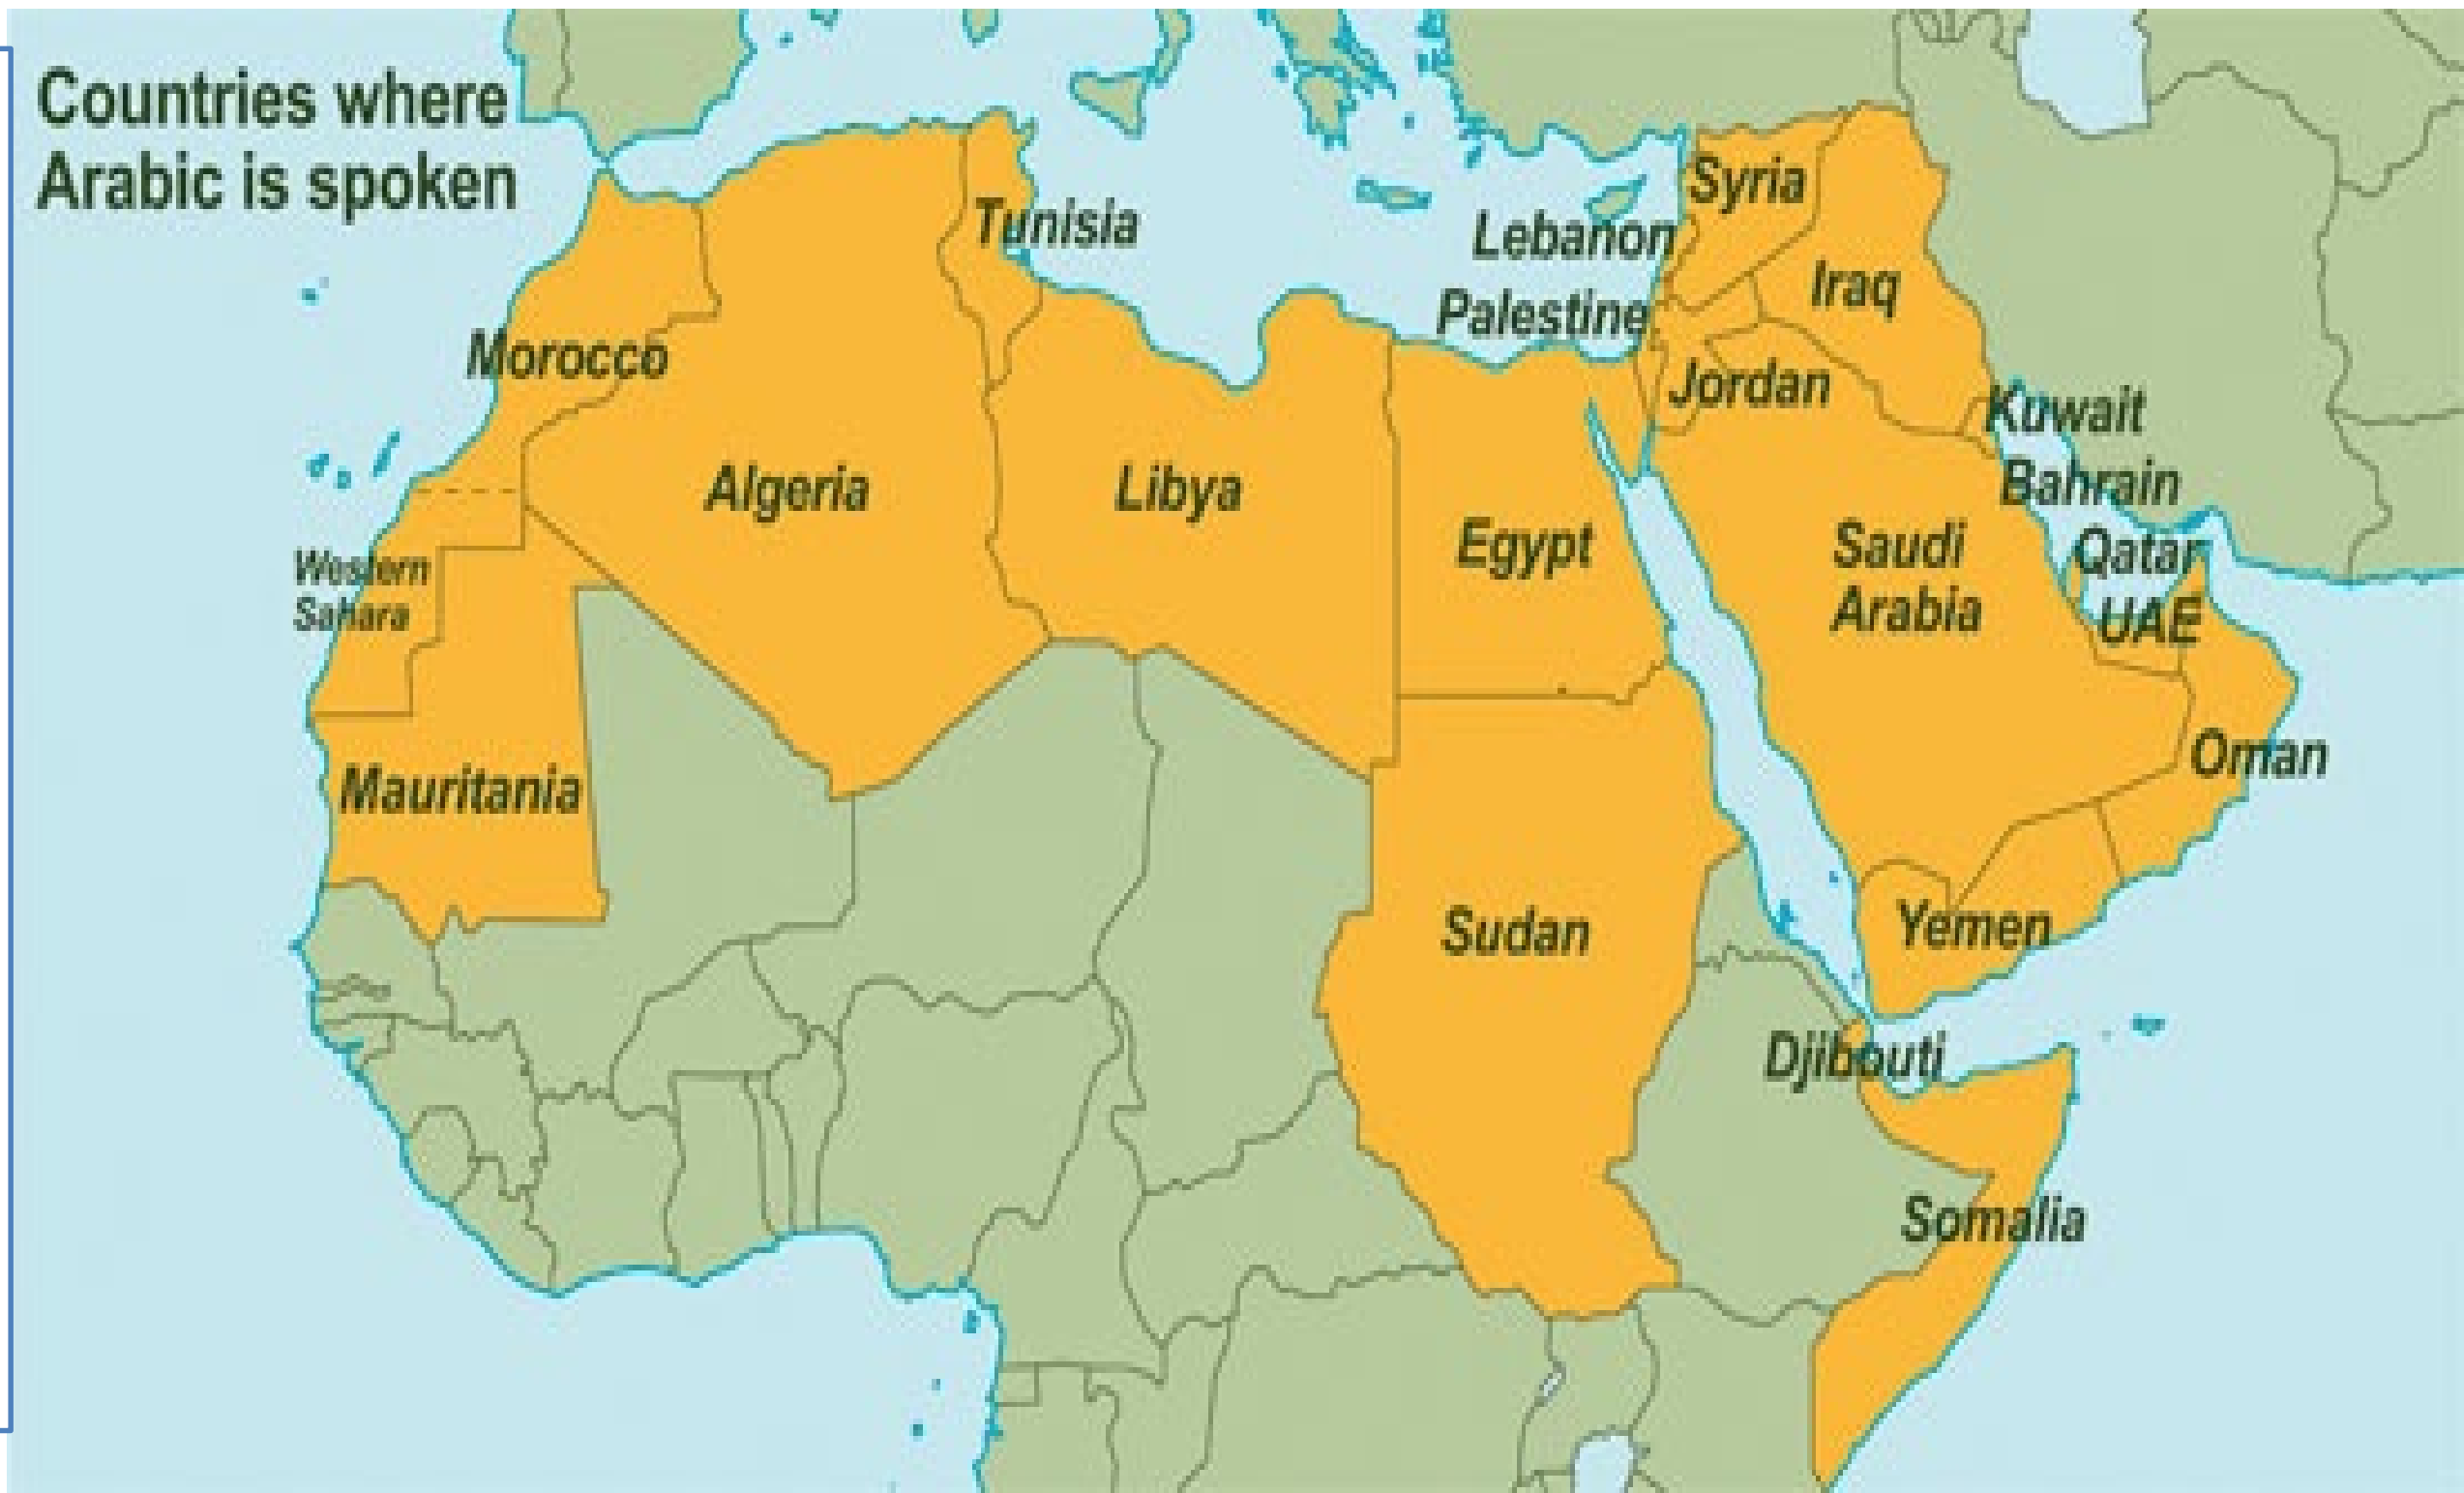 Countries where
Arabic is spoken
Syria
Tunisia
Lebanon
Iraq
Palestine
Morocco
Jordan
Kuwait
Algeria
Libya
Bahrain
Egypt
Saudi
Arabia
Qatar
Western
Sahara
UAE
Mauritania
Oman
Sudan
Yemen
Djibouti
Somalia